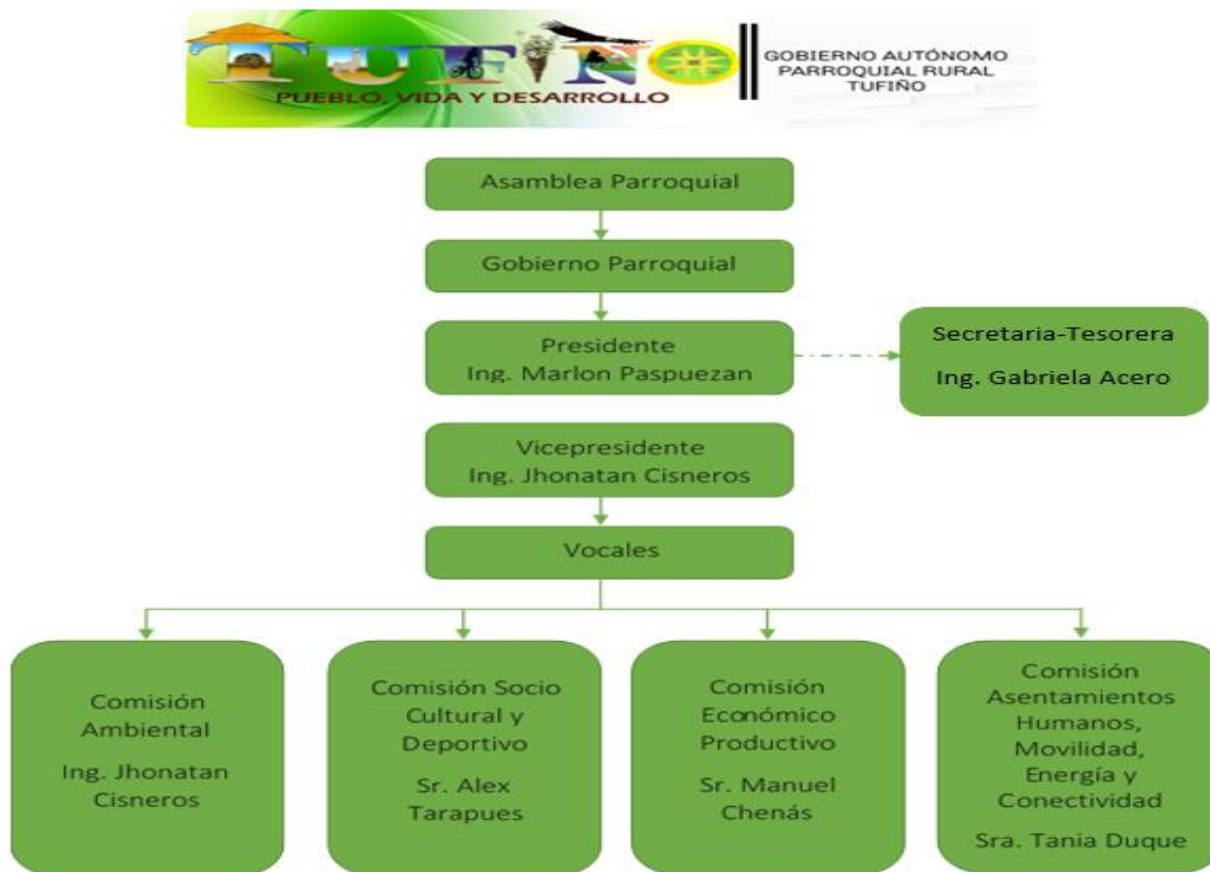 TUFIÑO
PUEBLO, VIDA Y DESARROLLO
GOBIERNO AUTÓNOMO
PARROQUIAL RURAL
TUFIÑO
Asamblea Parroquial
Gobierno Parroquial
Presidente
Ing. Marlon Paspuezan
Secretaria-Tesorera
Ing. Gabriela Acero
Vicepresidente
Ing. Jhonatan Cisneros
Vocales
Comisión
Ambiental
Ing. Jhonatan
Cisneros
Comisión Socio
Cultural y
Deportivo
Sr. Alex
Tarapues
Comisión
Económico
Productivo
Sr. Manuel
Chenás
Comisión
Asentamientos
Humanos,
Movilidad,
Energía y
Conectividad
Sra. Tania Duque